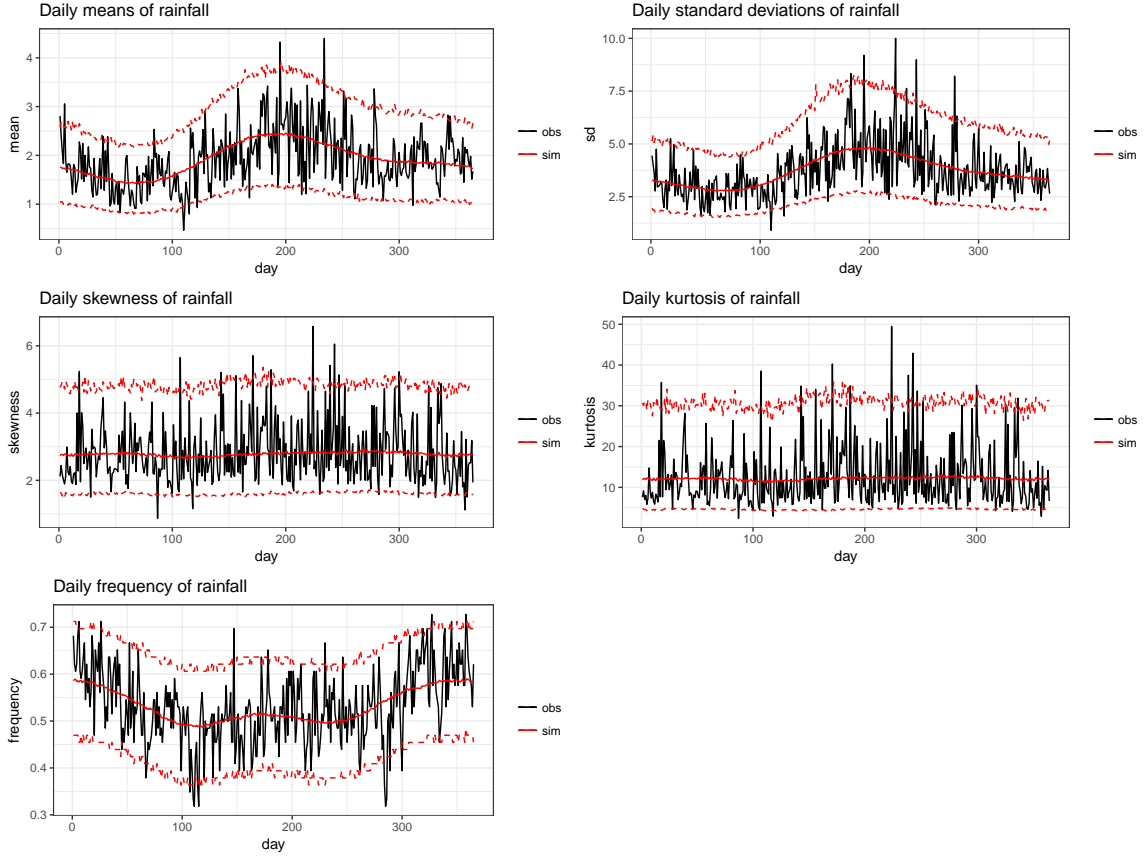 Daily means of rainfall
mean
4
3
2
1
0
100
200
300
day
obs
sim
Daily standard deviations of rainfall
sd
10.0
7.5
5.0
2.5
0
100
200
300
day
obs
sim
Daily skewness of rainfall
skewness
6
4
2
0
100
200
300
day
obs
sim
Daily kurtosis of rainfall
kurtosis
50
40
30
20
10
0
100
200
300
day
obs
sim
Daily frequency of rainfall
frequency
0.7
0.6
0.5
0.4
0.3
0
100
200
300
day
obs
sim